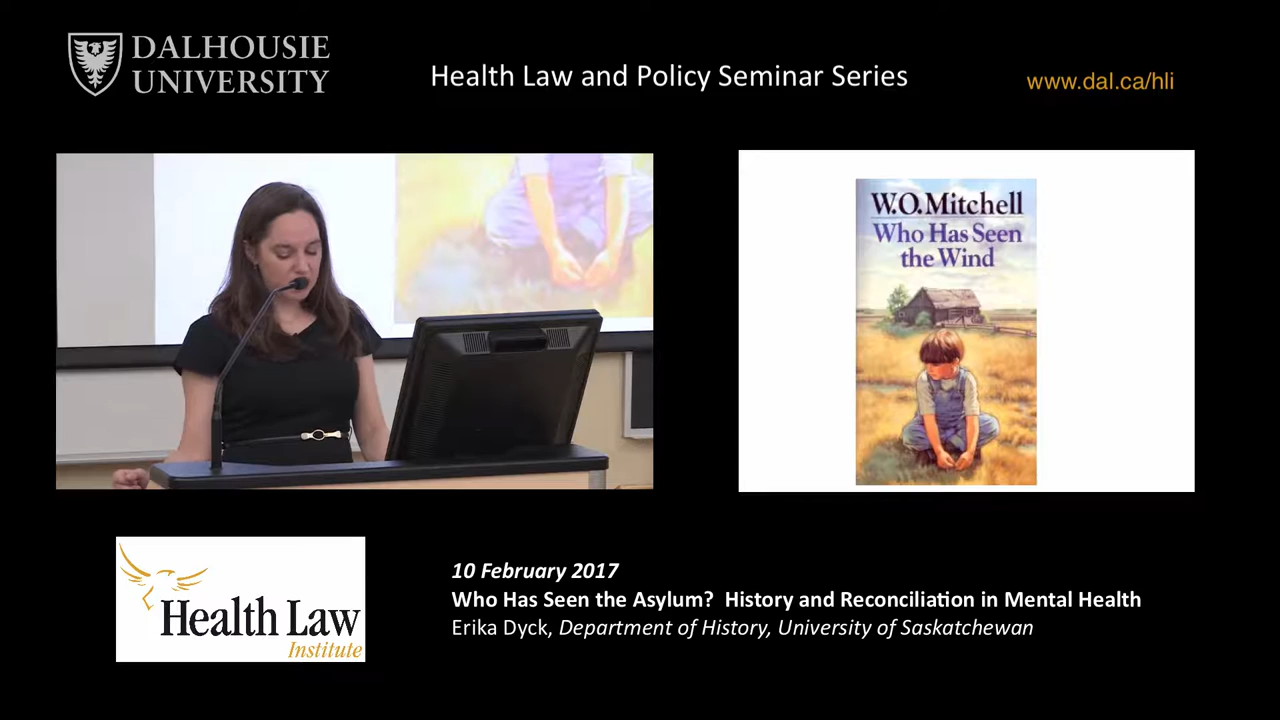 DALHOUSIE
UNIVERSITY
Health Law and Policy Seminar Series
www.dal.ca/hli
W.O. Mitchell
Who Has Seen
the Wind
Health Law
Institute
10 February 2017
Who Has Seen the Asylum?  History and Reconciliation in Mental Health
Erika Dyck, Department of History, University of Saskatchewan